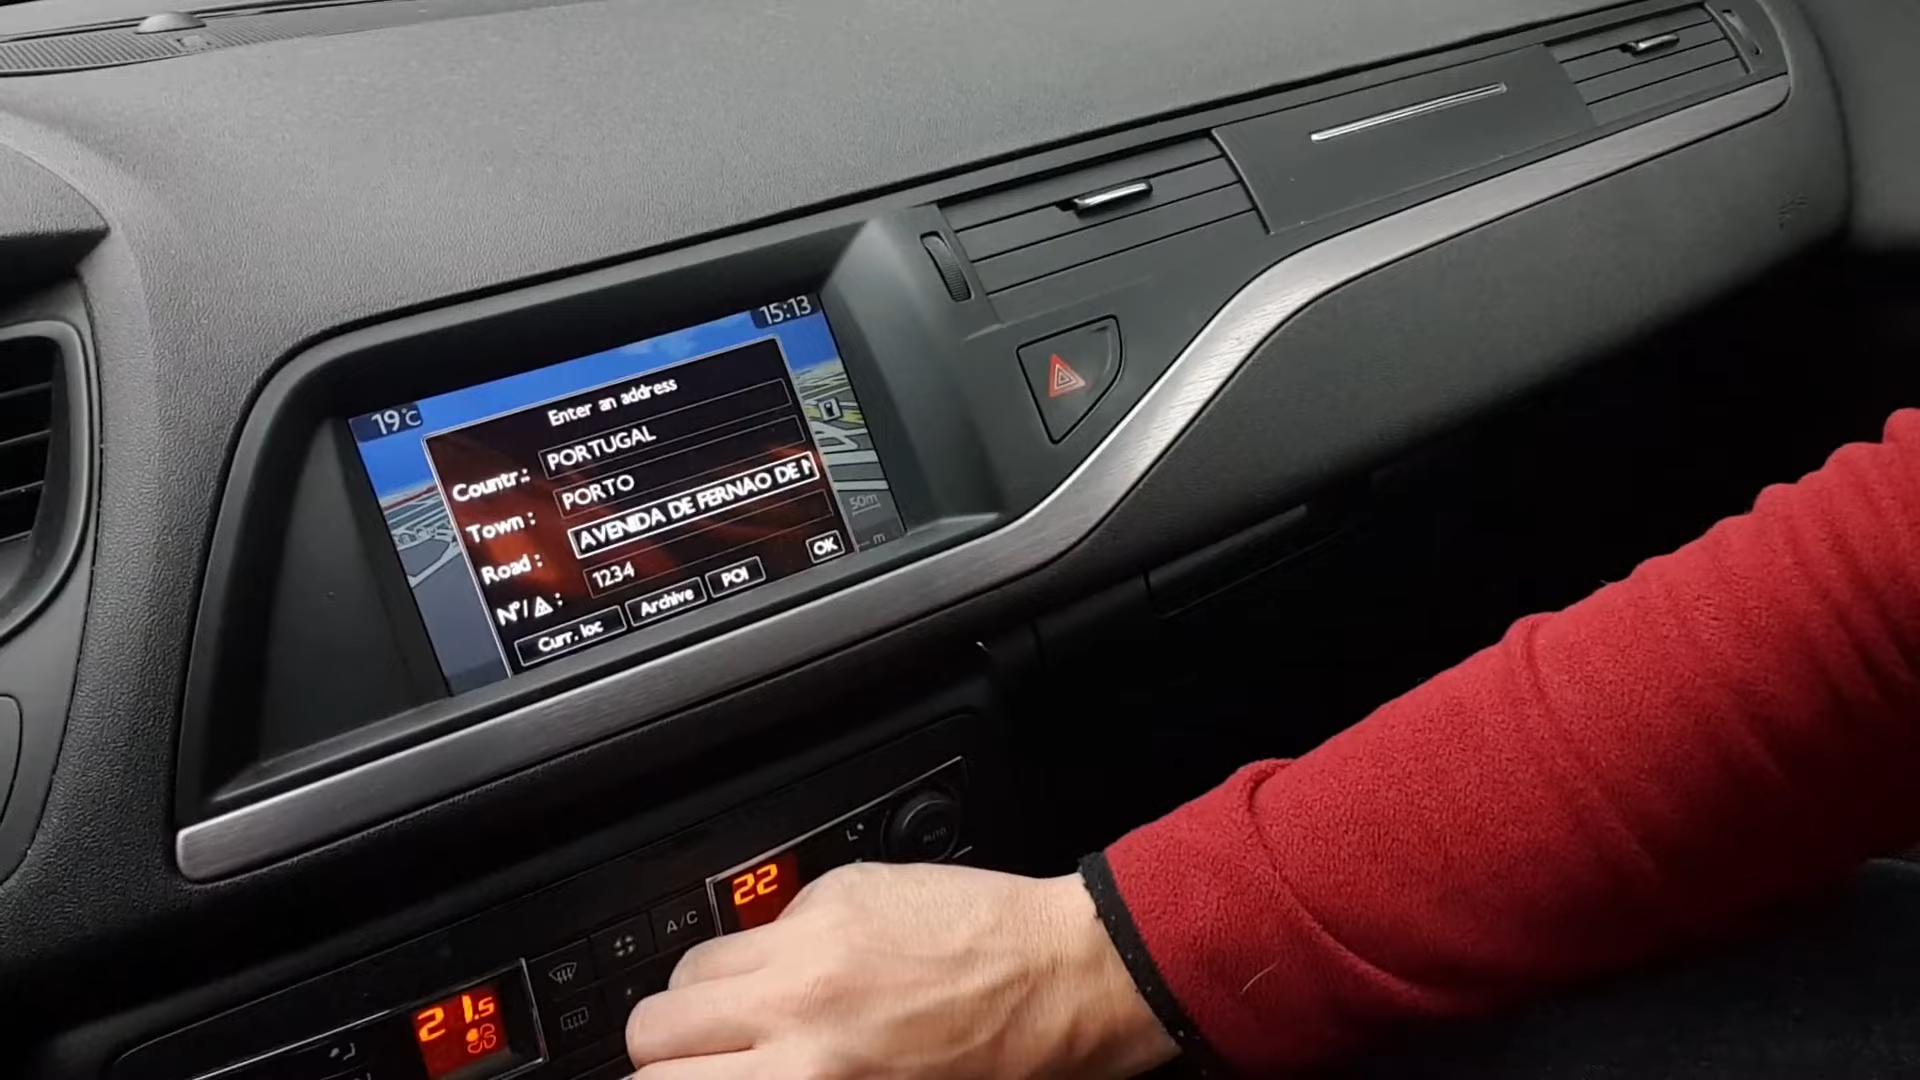 15:13
19°C
Enter an address
Countr.: PORTUGAL
Town: PORTO
Road: AVENIDA DE FERNAO DE
N°/ : 1234
Curr. loc Archive POI OK
50m
m
AUTO
22
A/C
21.5